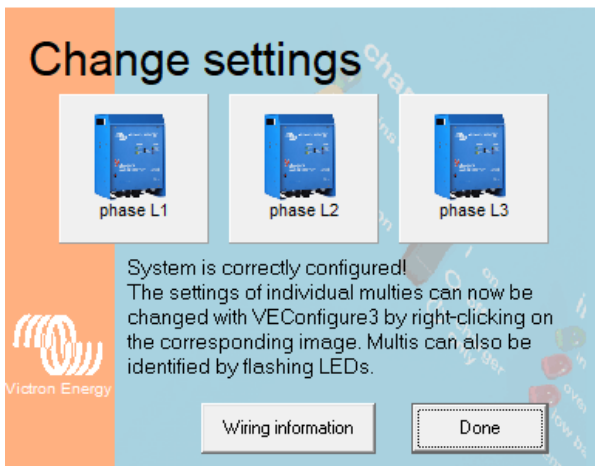 Change settings
phase L1
phase L2
phase L3
System is correctly configured!
The settings of individual multies can now be
changed with VEConfigure3 by right-clicking on
the corresponding image. Multis can also be
identified by flashing LEDs.
Victron Energy
Wiring information
Done